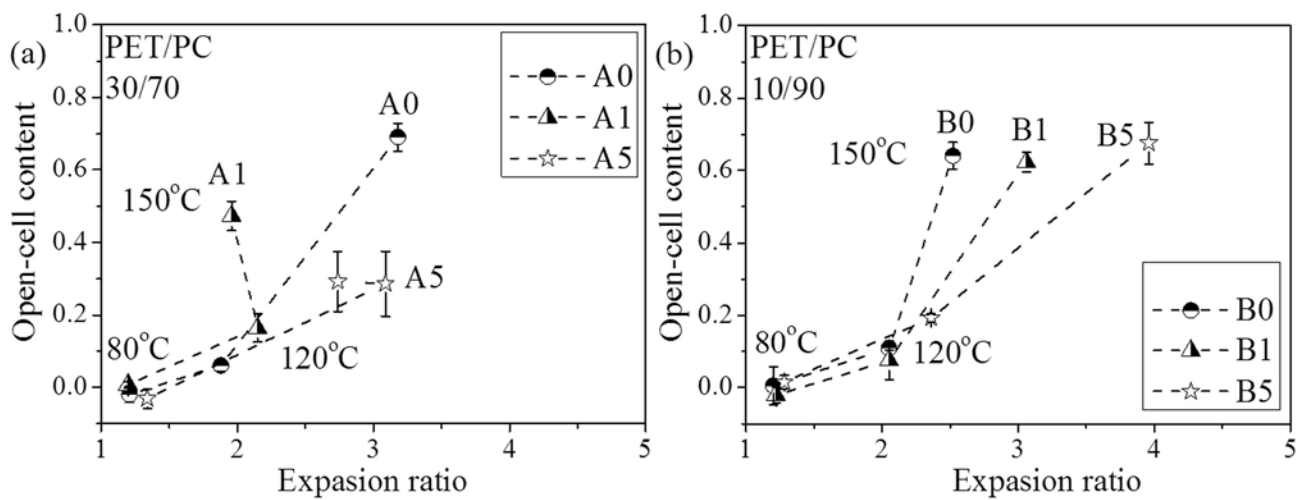 (a)
PET/PC
30/70
A0
A1
A5
A0
A1
150°C
A5
80°C
120°C
1.0
0.8
0.6
0.4
0.2
0.0
1 2 3 4 5
Open-cell content
Expasion ratio
(b)
PET/PC
10/90
B0
B1
B5
150°C
80°C
120°C
B0
B1
B5
1.0
0.8
0.6
0.4
0.2
0.0
1 2 3 4 5
Open-cell content
Expasion ratio